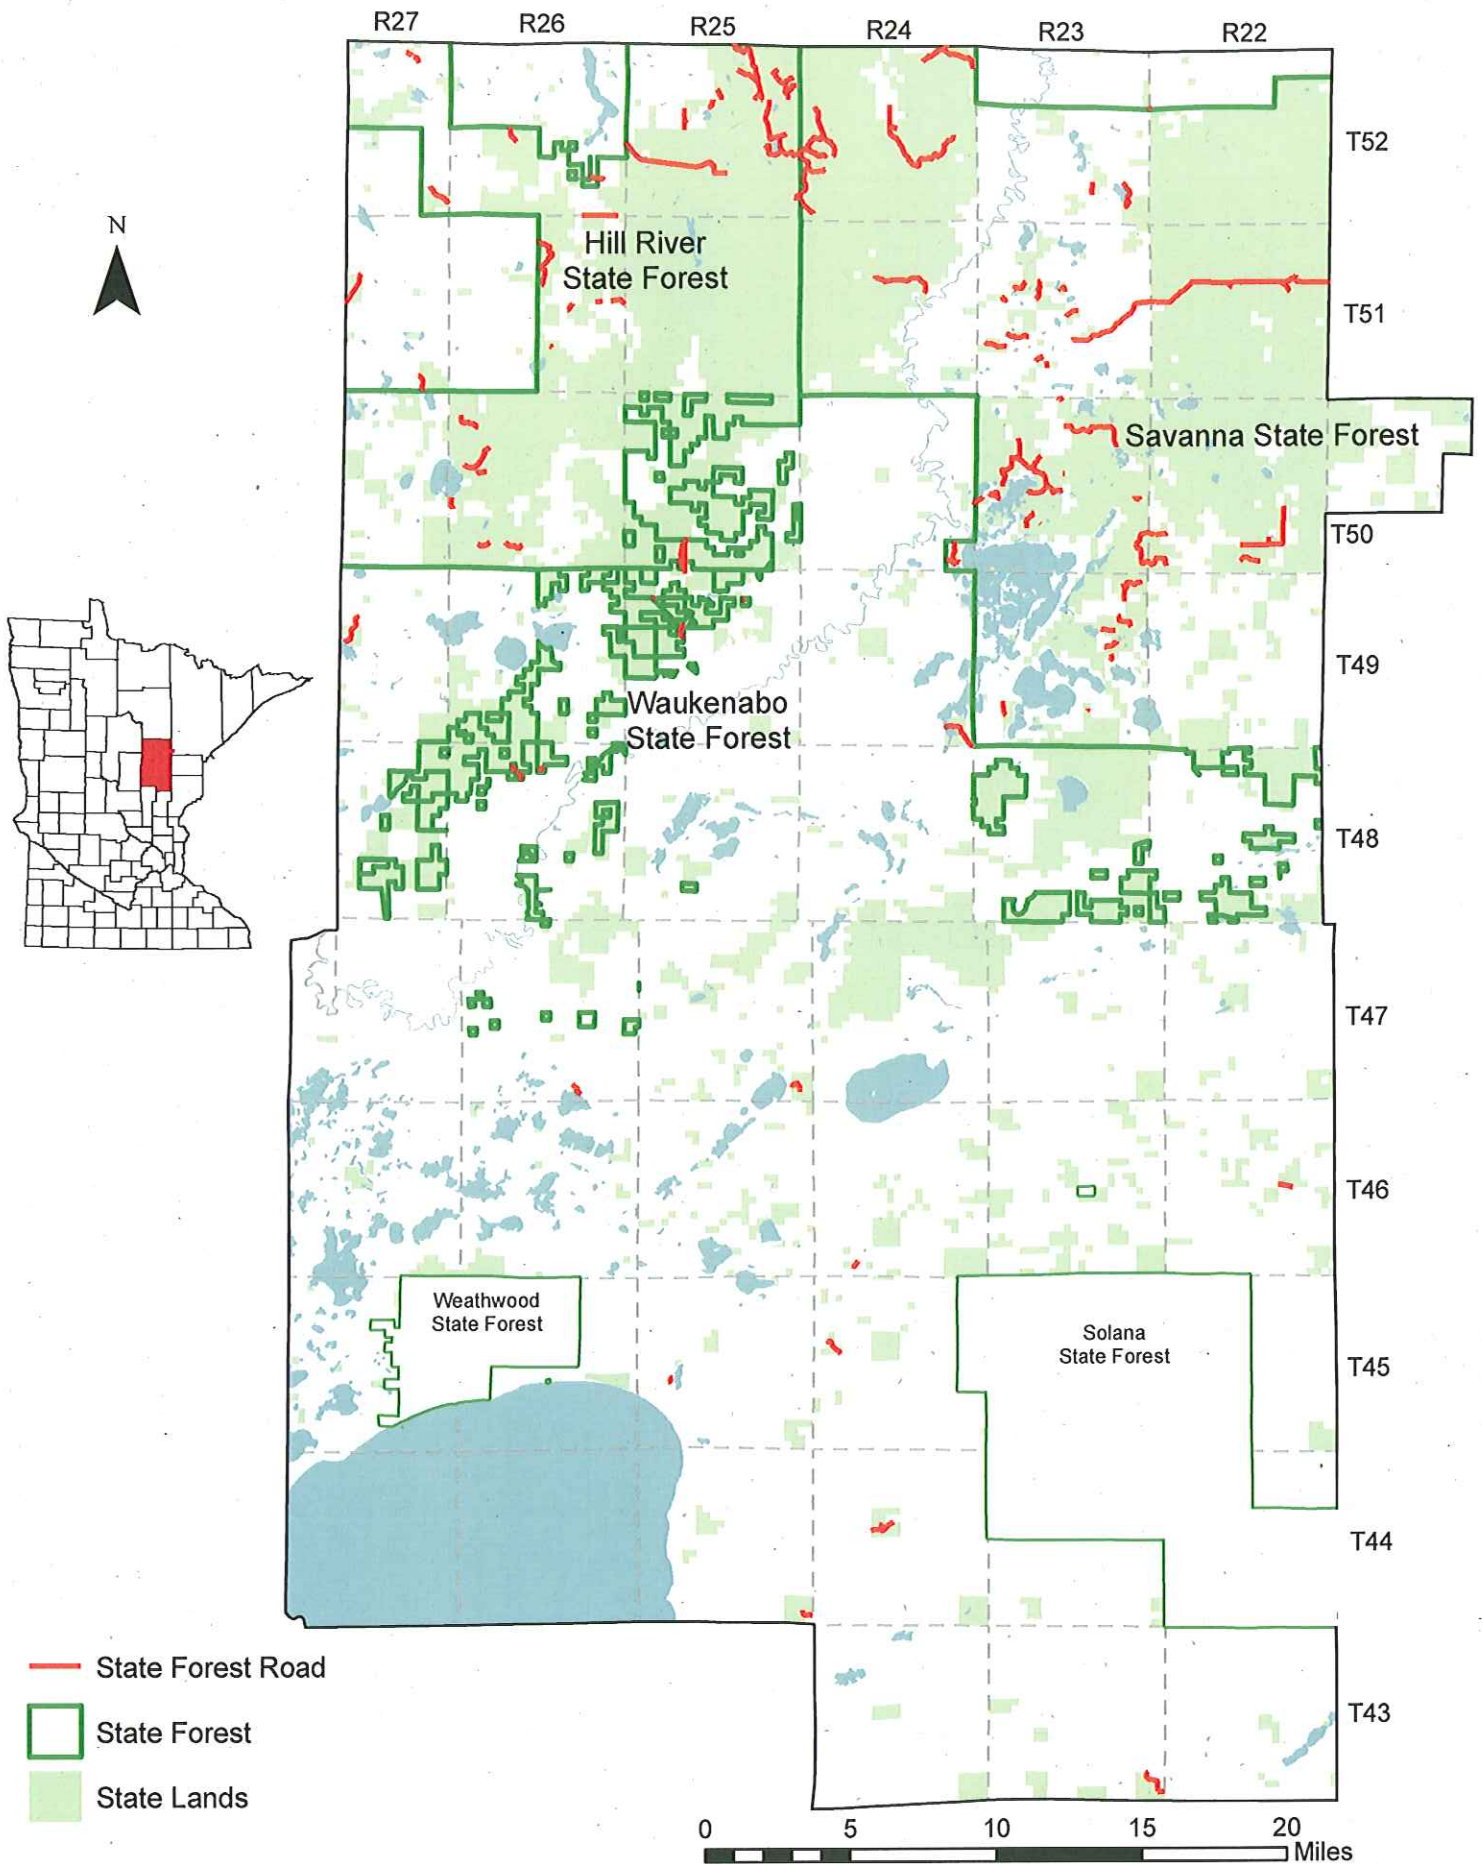 R27 R26 R25 R24 R23 R22
T52
N
Hill River
State Forest
T51
Savanna State Forest
T50
T49
Waukenabo
State Forest
T48
T47
T46
Weathwood
State Forest
Solana
State Forest
T45
T44
State Forest Road
T43
State Forest
State Lands
0 5 10 15 20
Miles